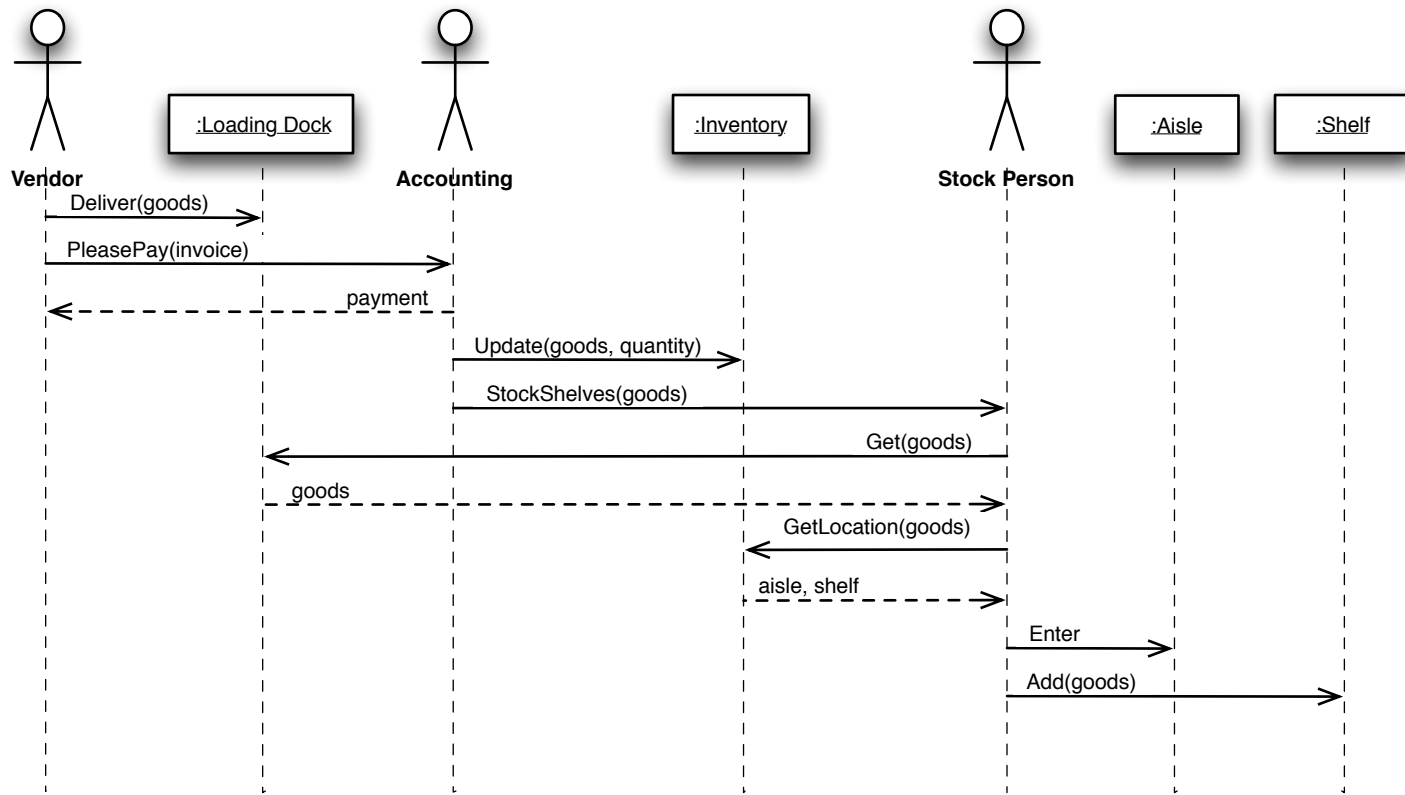 :Loading Dock
:Inventory
:Aisle
:Shelf
Vendor
Accounting
Stock Person
Deliver(goods)
PleasePay(invoice)
payment
Update(goods, quantity)
StockShelves(goods)
Get(goods)
goods
GetLocation(goods)
aisle, shelf
Enter
Add(goods)